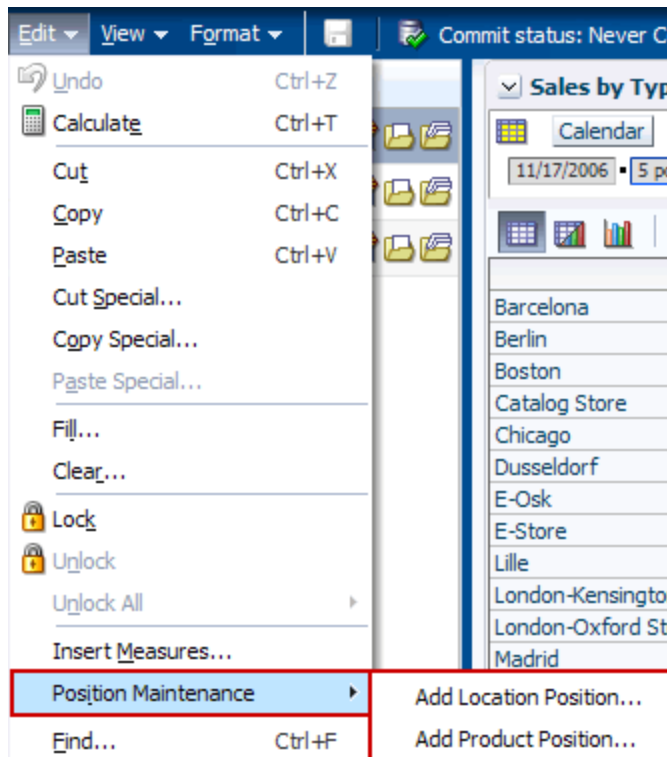 Edit View Format Commit status: Never C
Undo Ctrl+Z
Calculate Ctrl+T
Cut Ctrl+X
Copy Ctrl+C
Paste Ctrl+V
Cut Special...
Copy Special...
Paste Special...
Fill...
Clear...
Lock
Unlock
Unlock All
Insert Measures...
Position Maintenance
Find... Ctrl+F
Add Location Position...
Add Product Position...
Sales by Typ
Calendar
11/17/2006 5 po
Barcelona
Berlin
Boston
Catalog Store
Chicago
Dusseldorf
E-Osk
E-Store
Lille
London-Kensingto
London-Oxford St
Madrid